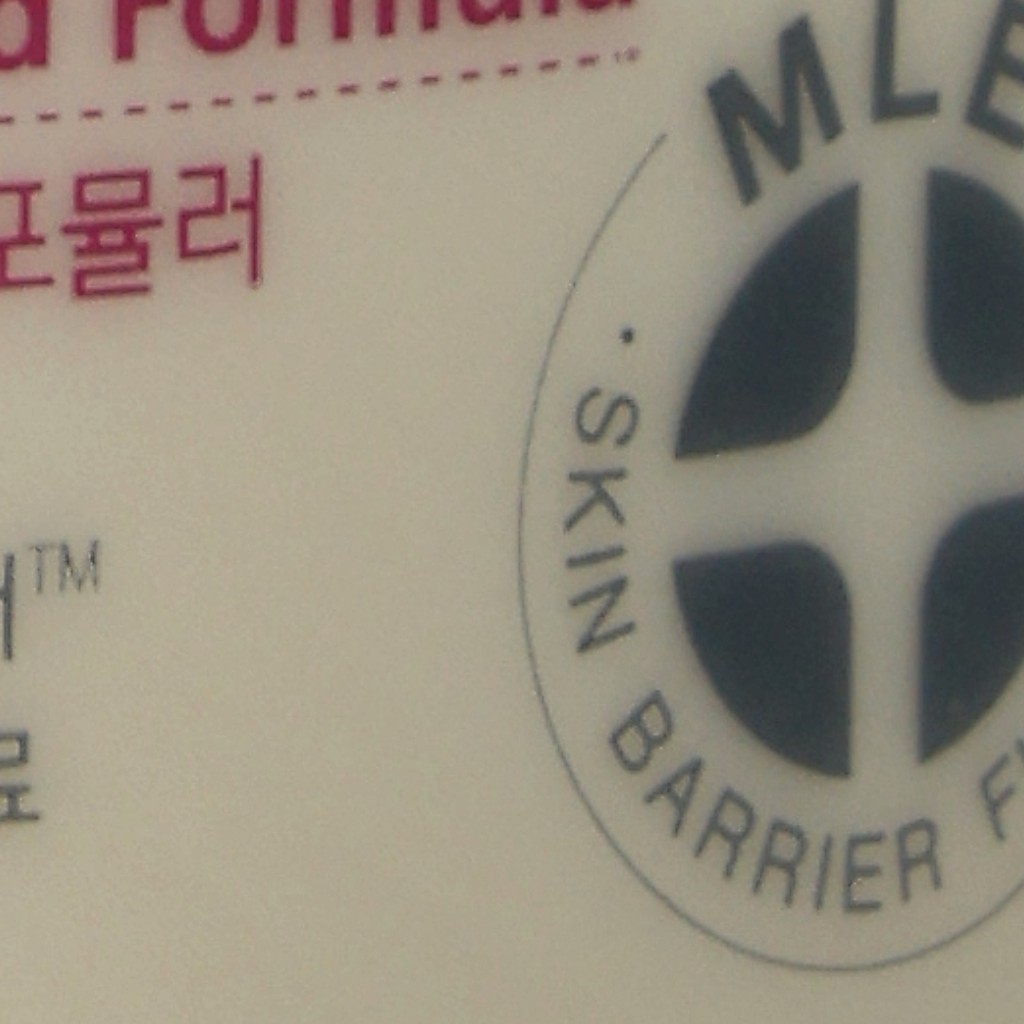 Formula
포뮬러
TM
MLE
· SKIN BARRIER